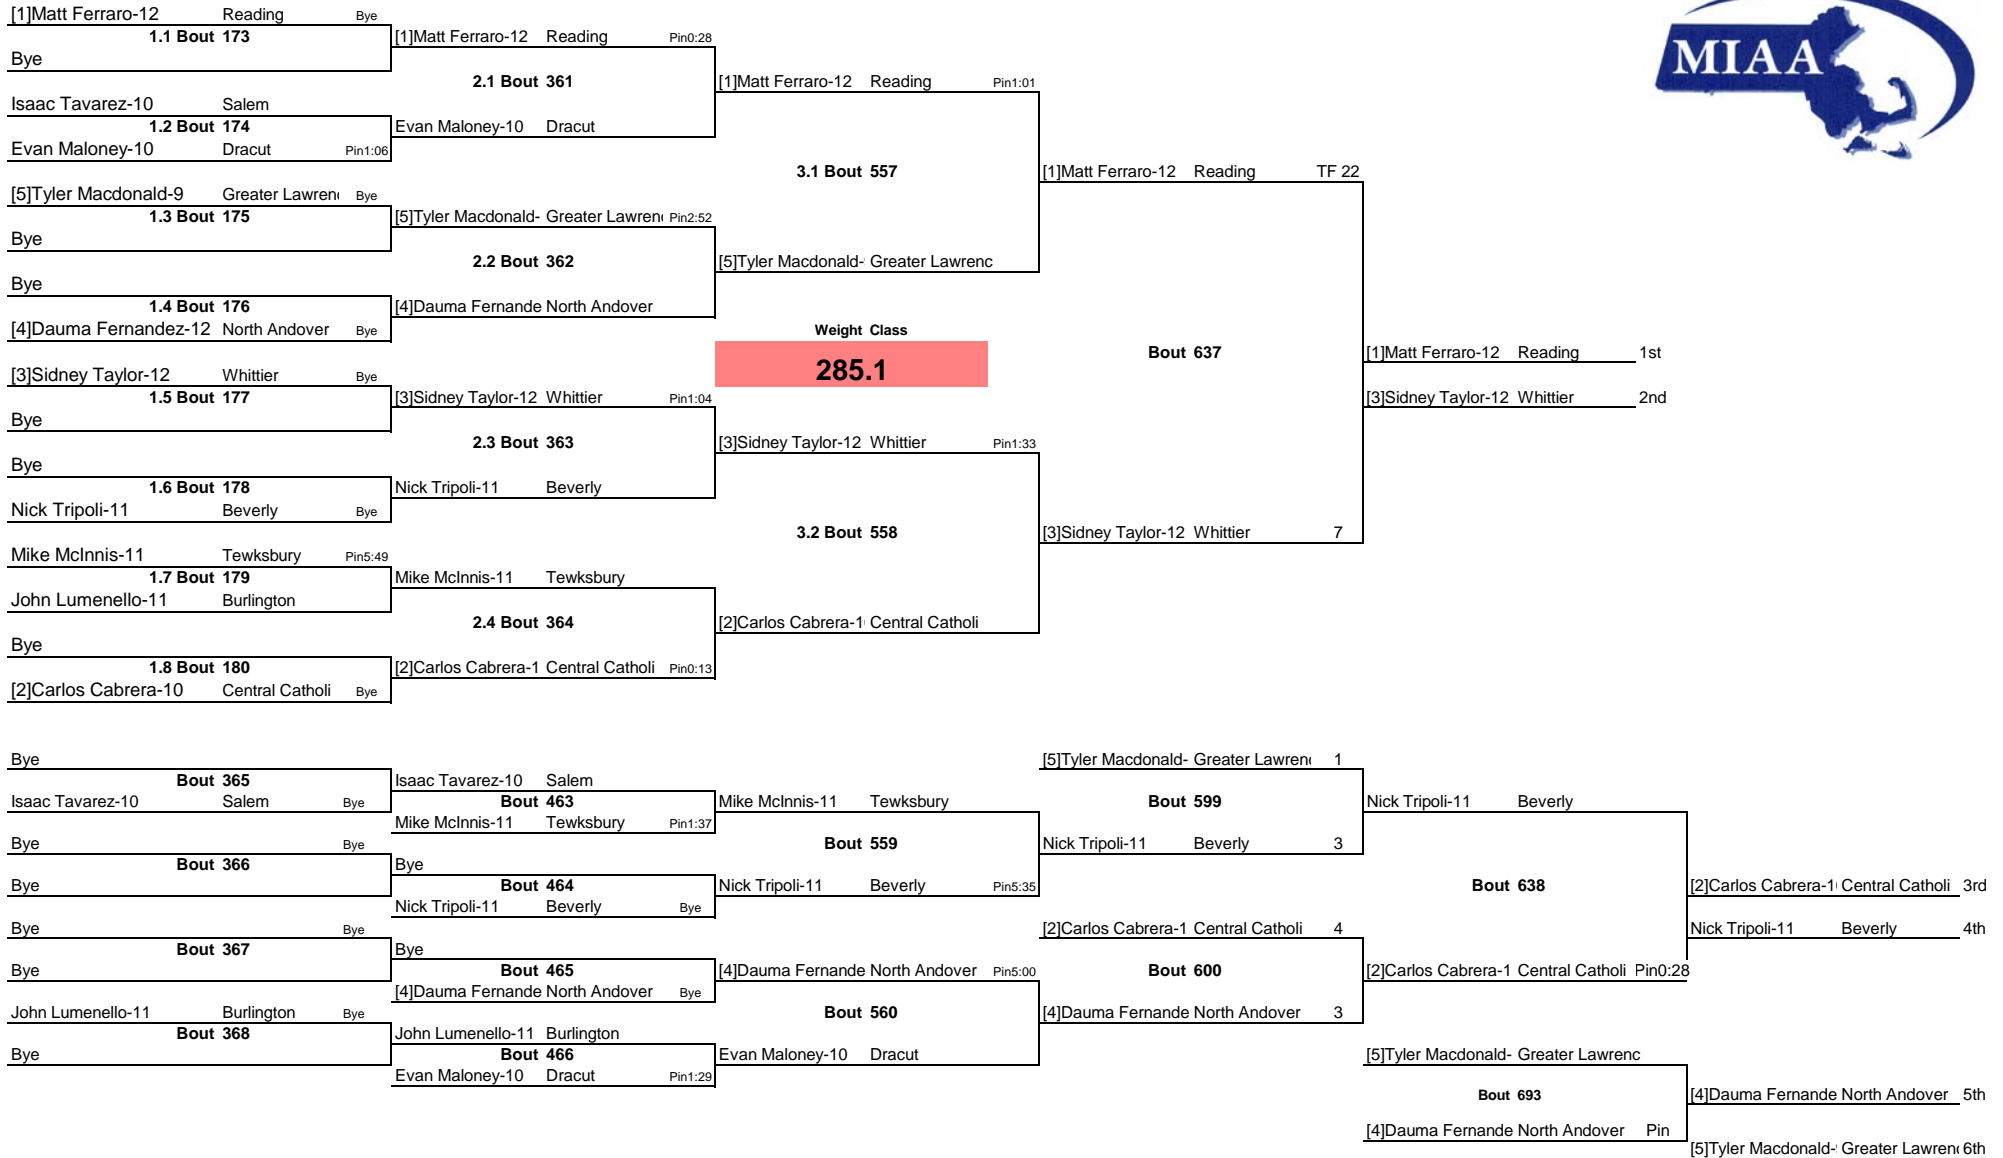 [1]Matt Ferraro-12 Reading Bye
1.1 Bout 173
Bye
[1]Matt Ferraro-12 Reading Pin0:28
2.1 Bout 361
Isaac Tavarez-10 Salem
1.2 Bout 174
Evan Maloney-10 Dracut Pin1:06
Evan Maloney-10 Dracut
[1]Matt Ferraro-12 Reading Pin1:01
3.1 Bout 557
[5]Tyler Macdonald-9 Greater Lawren Bye
1.3 Bout 175
Bye
[5]Tyler Macdonald- Greater Lawren Pin2:52
2.2 Bout 362
Bye
1.4 Bout 176
[4]Dauma Fernandez-12 North Andover Bye
[4]Dauma Fernande North Andover
[5]Tyler Macdonald- Greater Lawrenc
[1]Matt Ferraro-12 Reading TF 22
MIAA
Weight Class
285.1
Bout 637
[1]Matt Ferraro-12 Reading 1st
[3]Sidney Taylor-12 Whittier 2nd
[3]Sidney Taylor-12 Whittier Bye
1.5 Bout 177
Bye
[3]Sidney Taylor-12 Whittier Pin1:04
2.3 Bout 363
Bye
1.6 Bout 178
Nick Tripoli-11 Beverly Bye
Nick Tripoli-11 Beverly
[3]Sidney Taylor-12 Whittier Pin1:33
3.2 Bout 558
[3]Sidney Taylor-12 Whittier 7
Mike McInnis-11 Tewksbury Pin5:49
1.7 Bout 179
John Lumenello-11 Burlington
Mike McInnis-11 Tewksbury
2.4 Bout 364
Bye
1.8 Bout 180
[2]Carlos Cabrera-10 Central Catholi Bye
[2]Carlos Cabrera-1 Central Catholi Pin0:13
[2]Carlos Cabrera-1 Central Catholi
Bye
Bout 365
Isaac Tavarez-10 Salem Bye
Isaac Tavarez-10 Salem
Bout 463
Mike McInnis-11 Tewksbury Pin1:37
Bye Bye
Bout 366
Bye
Bye
Bout 464
Nick Tripoli-11 Beverly Bye
Mike McInnis-11 Tewksbury
Bout 559
Nick Tripoli-11 Beverly Pin5:35
[5]Tyler Macdonald- Greater Lawren 1
Bout 599
Nick Tripoli-11 Beverly 3
Nick Tripoli-11 Beverly
Bye Bye
Bout 367
Bye
Bye
Bout 465
[4]Dauma Fernande North Andover Bye
John Lumenello-11 Burlington Bye
Bout 368
Bye
John Lumenello-11 Burlington
Bout 466
Evan Maloney-10 Dracut Pin1:29
[4]Dauma Fernande North Andover Pin5:00
Bout 560
Evan Maloney-10 Dracut
[2]Carlos Cabrera-1 Central Catholi 4
Bout 600
[4]Dauma Fernande North Andover 3
Bout 638
[2]Carlos Cabrera-1 Central Catholi Pin0:28
[2]Carlos Cabrera-1 Central Catholi 3rd
Nick Tripoli-11 Beverly 4th
[5]Tyler Macdonald- Greater Lawrenc
Bout 693
[4]Dauma Fernande North Andover Pin
[4]Dauma Fernande North Andover 5th
[5]Tyler Macdonald- Greater Lawren 6th